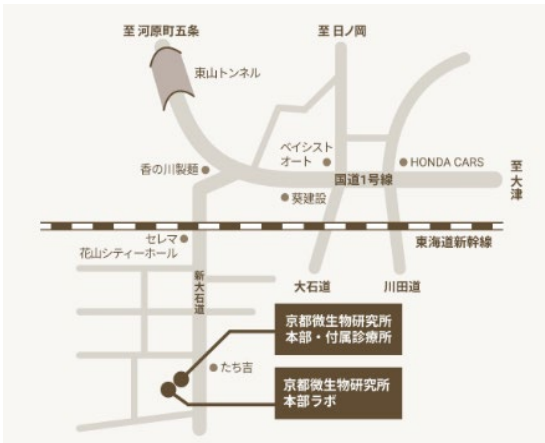 至 河原町五条
至 日ノ岡
東山トンネル
ベイシスト
オート
HONDA CARS
至大津
香の川製麺
国道1号線
葵建設
東海道新幹線
セレマ
花山シティーホール
新大石道
大石道
川田道
京都微生物研究所
本部・付属診療所
たち吉
京都微生物研究所
本部ラボ